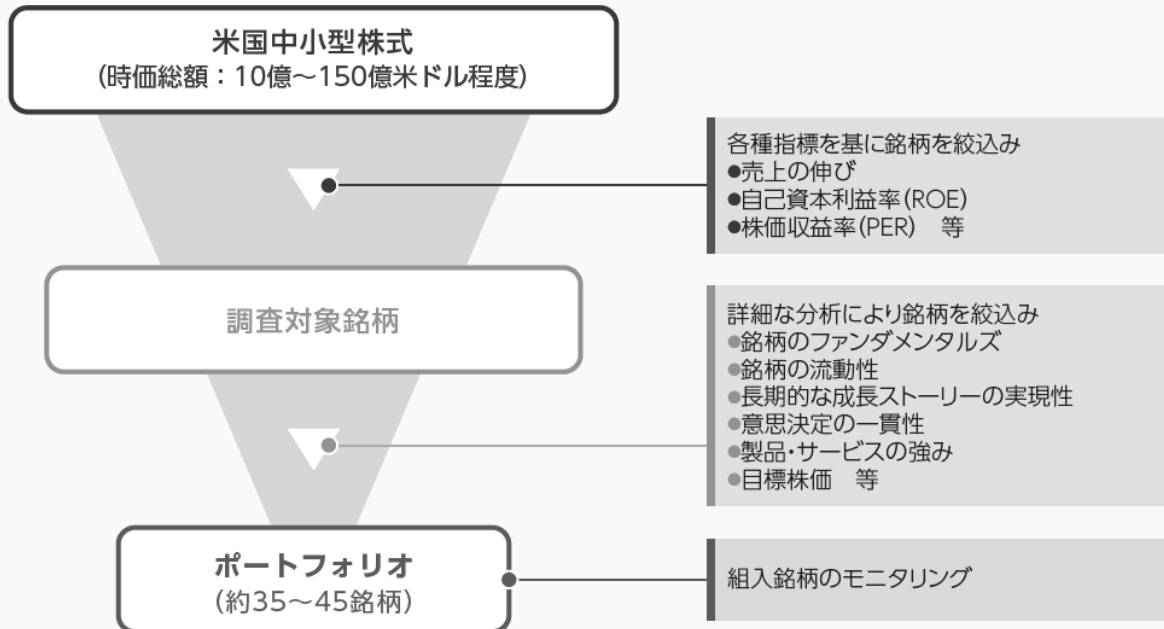 米国中小型株式
（時価総額：10億～150億米ドル程度）
各種指標を基に銘柄を絞込み
●売上の伸び
●自己資本利益率（ROE）
●株価収益率（PER）　等
調査対象銘柄
詳細な分析により銘柄を絞込み
●銘柄のファンダメンタルズ
●銘柄の流動性
●長期的な成長ストーリーの実現性
●意思決定の一貫性
●製品・サービスの強み
●目標株価　等
ポートフォリオ
（約35～45銘柄）
組入銘柄のモニタリング